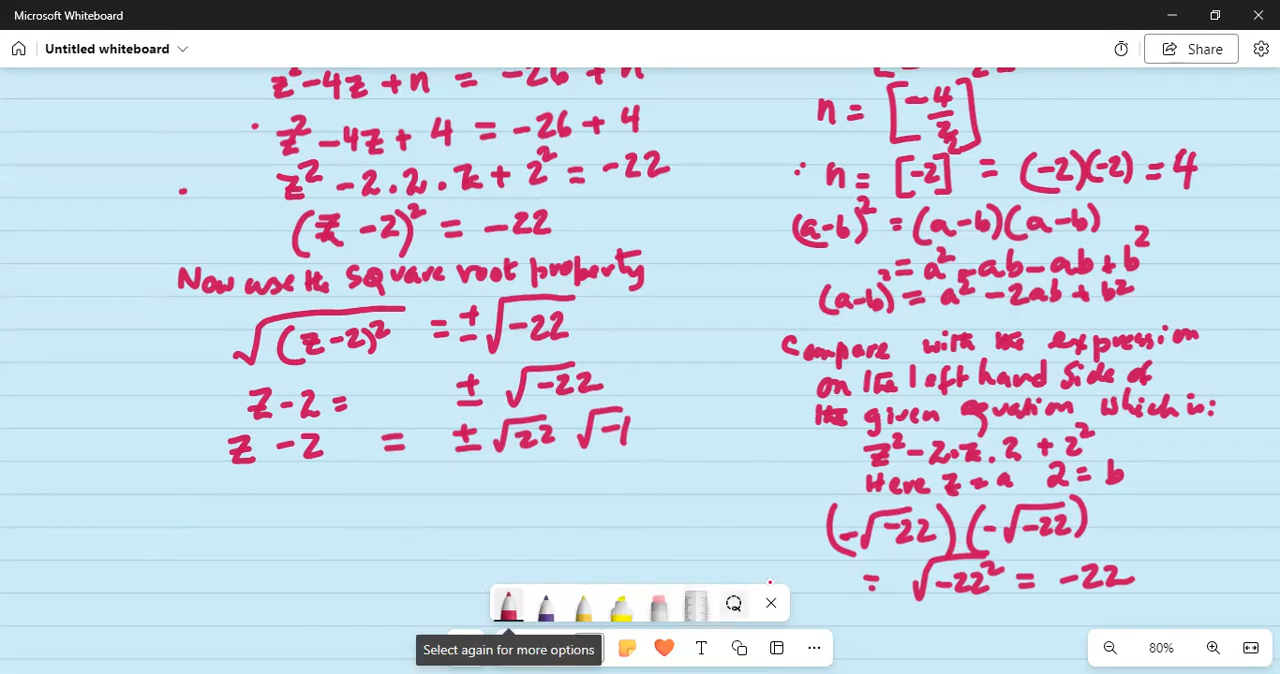 Microsoft Whiteboard
Untitled whiteboard
Share
z² - 4z + n = -26 + n
z² - 4z + 4 = -26 + 4
z² - 2.2.z + 2² = -22
(z - 2)² = -22
Now use the square root property
√(z - 2)² = ± √-22
z - 2 = ± √-22
z - 2 = ± √22 √-1
n = [-4/2]²
∴ n = [-2]² = (-2)(-2) = 4
(a-b)² = (a-b)(a-b)
= a² - ab - ab + b²
(a-b)² = a² - 2ab + b²
Compare with the expression
on the left hand side of
the given equation which is:
z² - 2.z.2 + 2²
Here z = a 2 = b
(-√-22)(-√-22)
= √-22² = -22
Select again for more options
80%